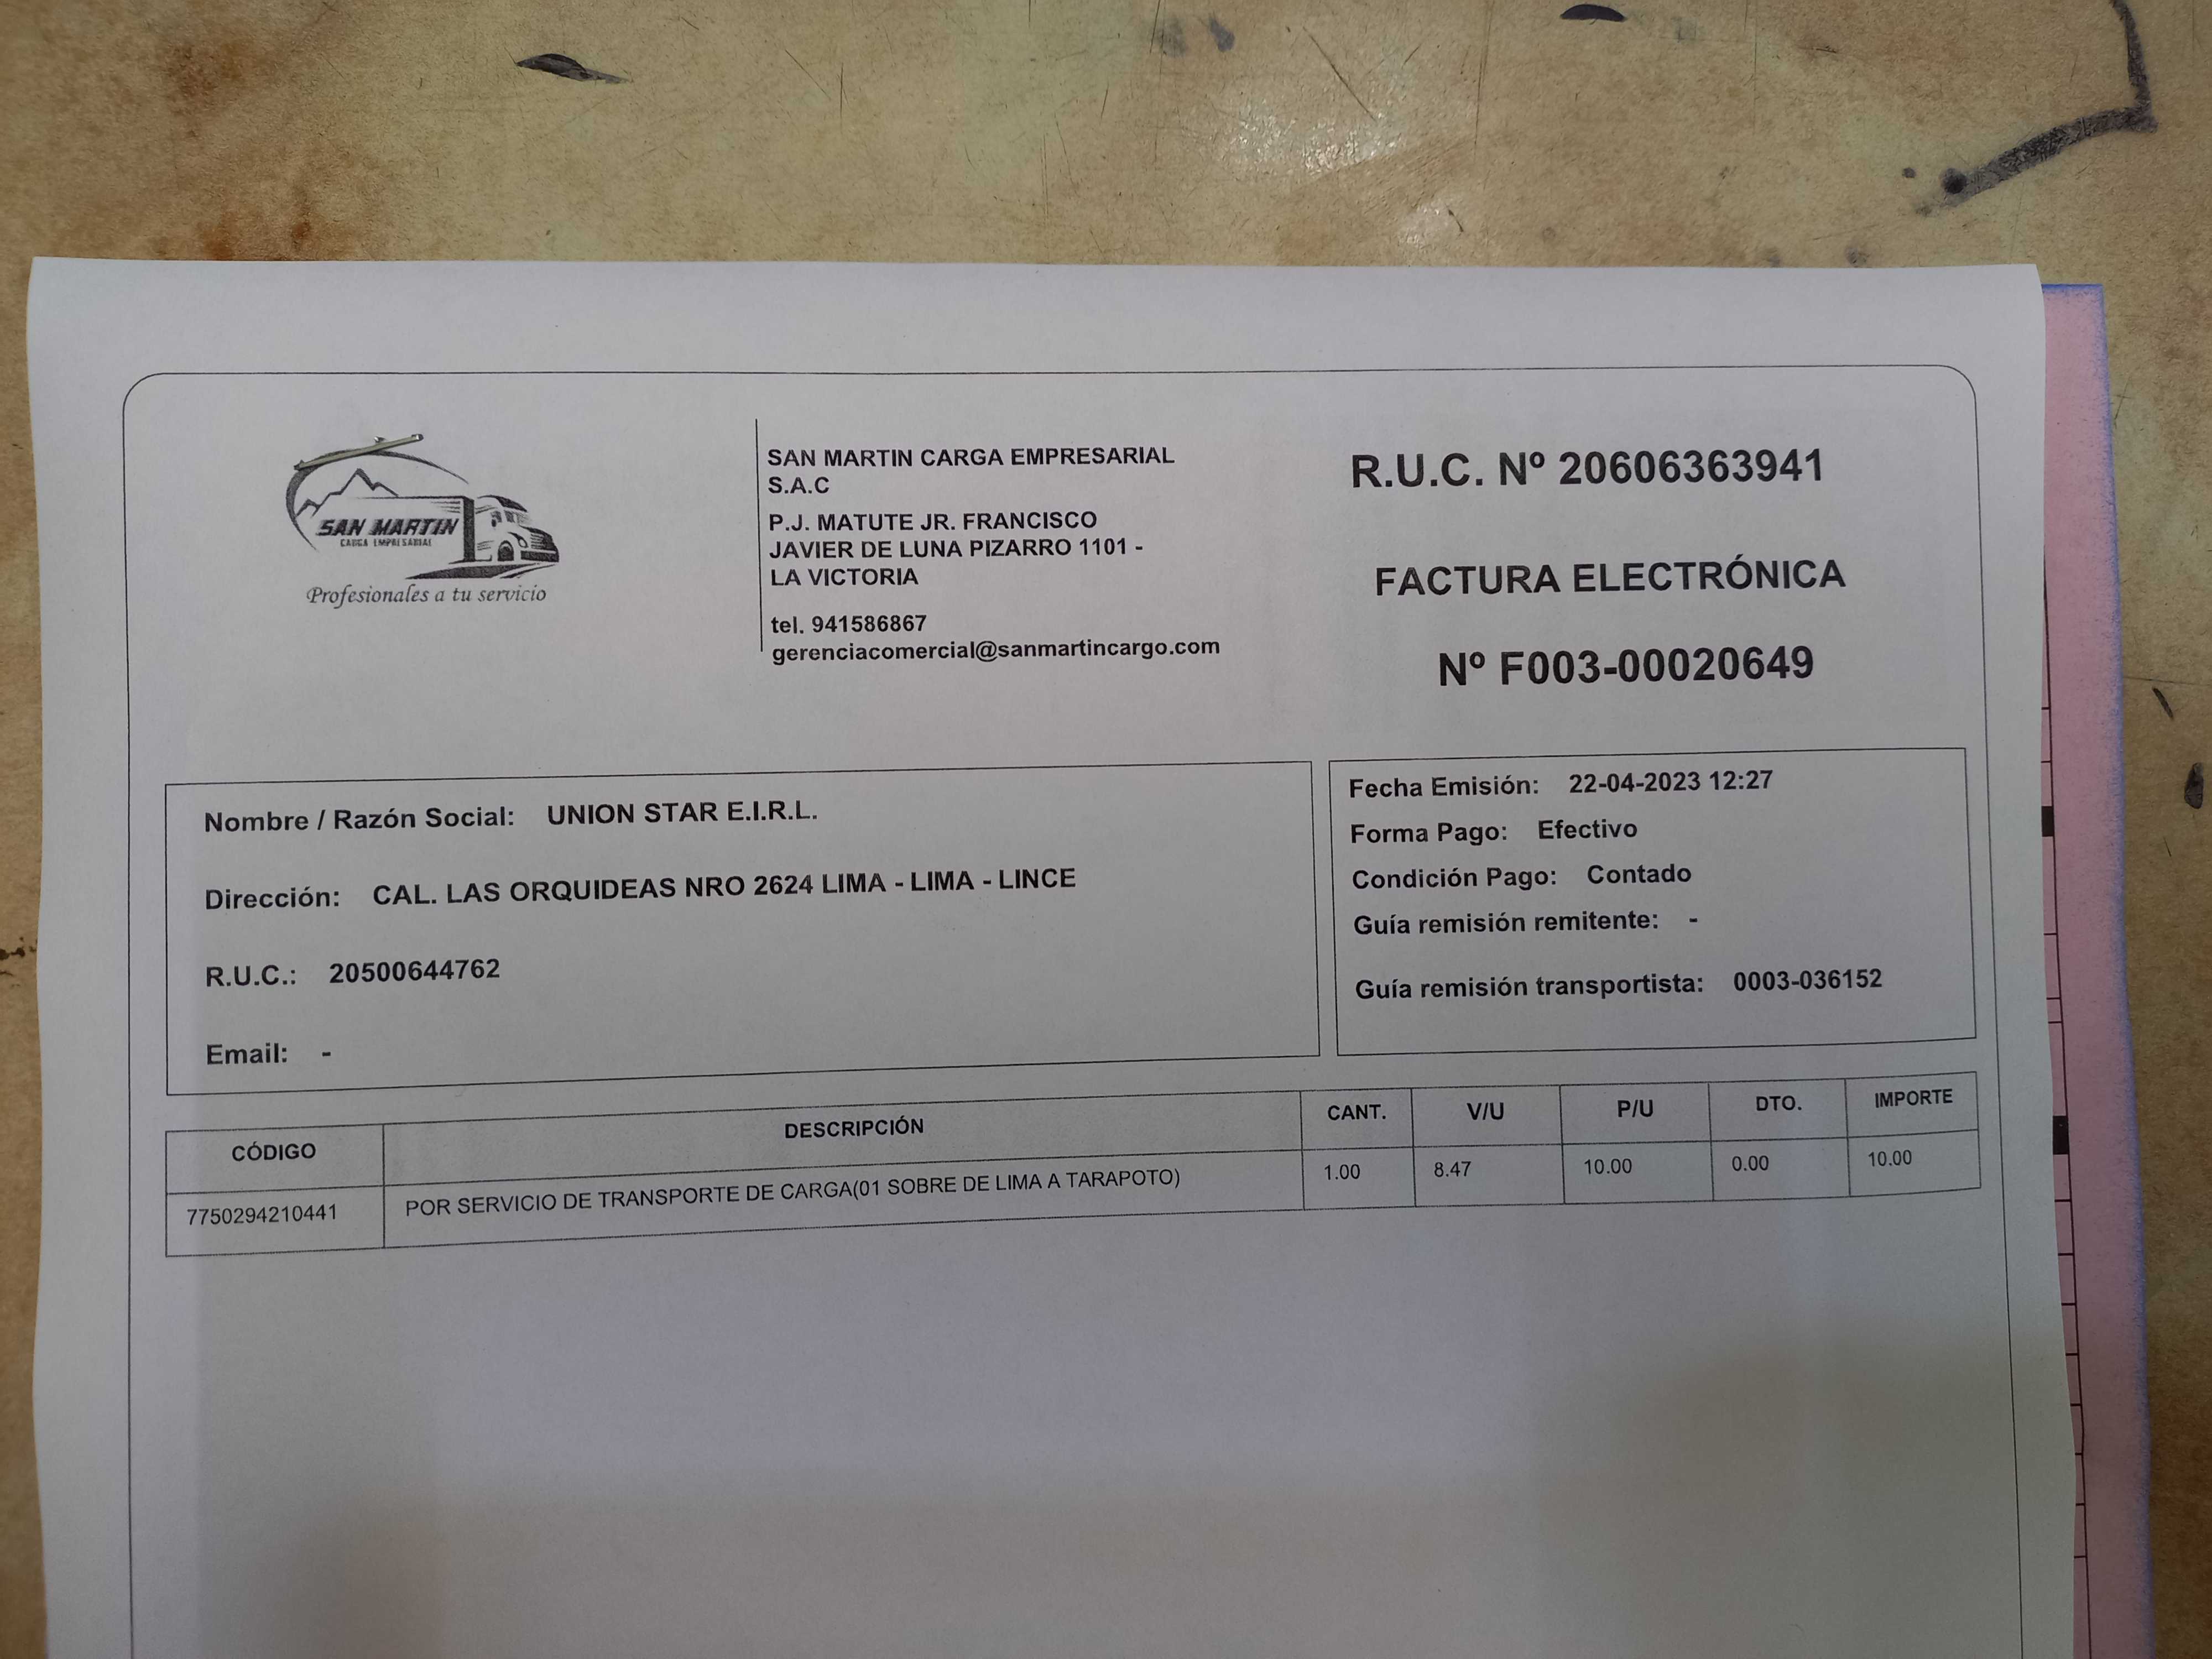 SAN MARTIN
CARGA EMPRESARIAL
Profesionales a tu servicio
SAN MARTIN CARGA EMPRESARIAL
S.A.C
P.J. MATUTE JR. FRANCISCO
JAVIER DE LUNA PIZARRO 1101 -
LA VICTORIA
tel. 941586867
gerenciacomercial@sanmartincargo.com
R.U.C. Nº 20606363941
FACTURA ELECTRÓNICA
Nº F003-00020649
Nombre / Razón Social: UNION STAR E.I.R.L.
Dirección: CAL. LAS ORQUIDEAS NRO 2624 LIMA - LIMA - LINCE
R.U.C.: 20500644762
Email: -
Fecha Emisión: 22-04-2023 12:27
Forma Pago: Efectivo
Condición Pago: Contado
Guía remisión remitente: -
Guía remisión transportista: 0003-036152
CÓDIGO DESCRIPCIÓN CANT. V/U P/U DTO. IMPORTE
7750294210441 POR SERVICIO DE TRANSPORTE DE CARGA(01 SOBRE DE LIMA A TARAPOTO) 1.00 8.47 10.00 0.00 10.00